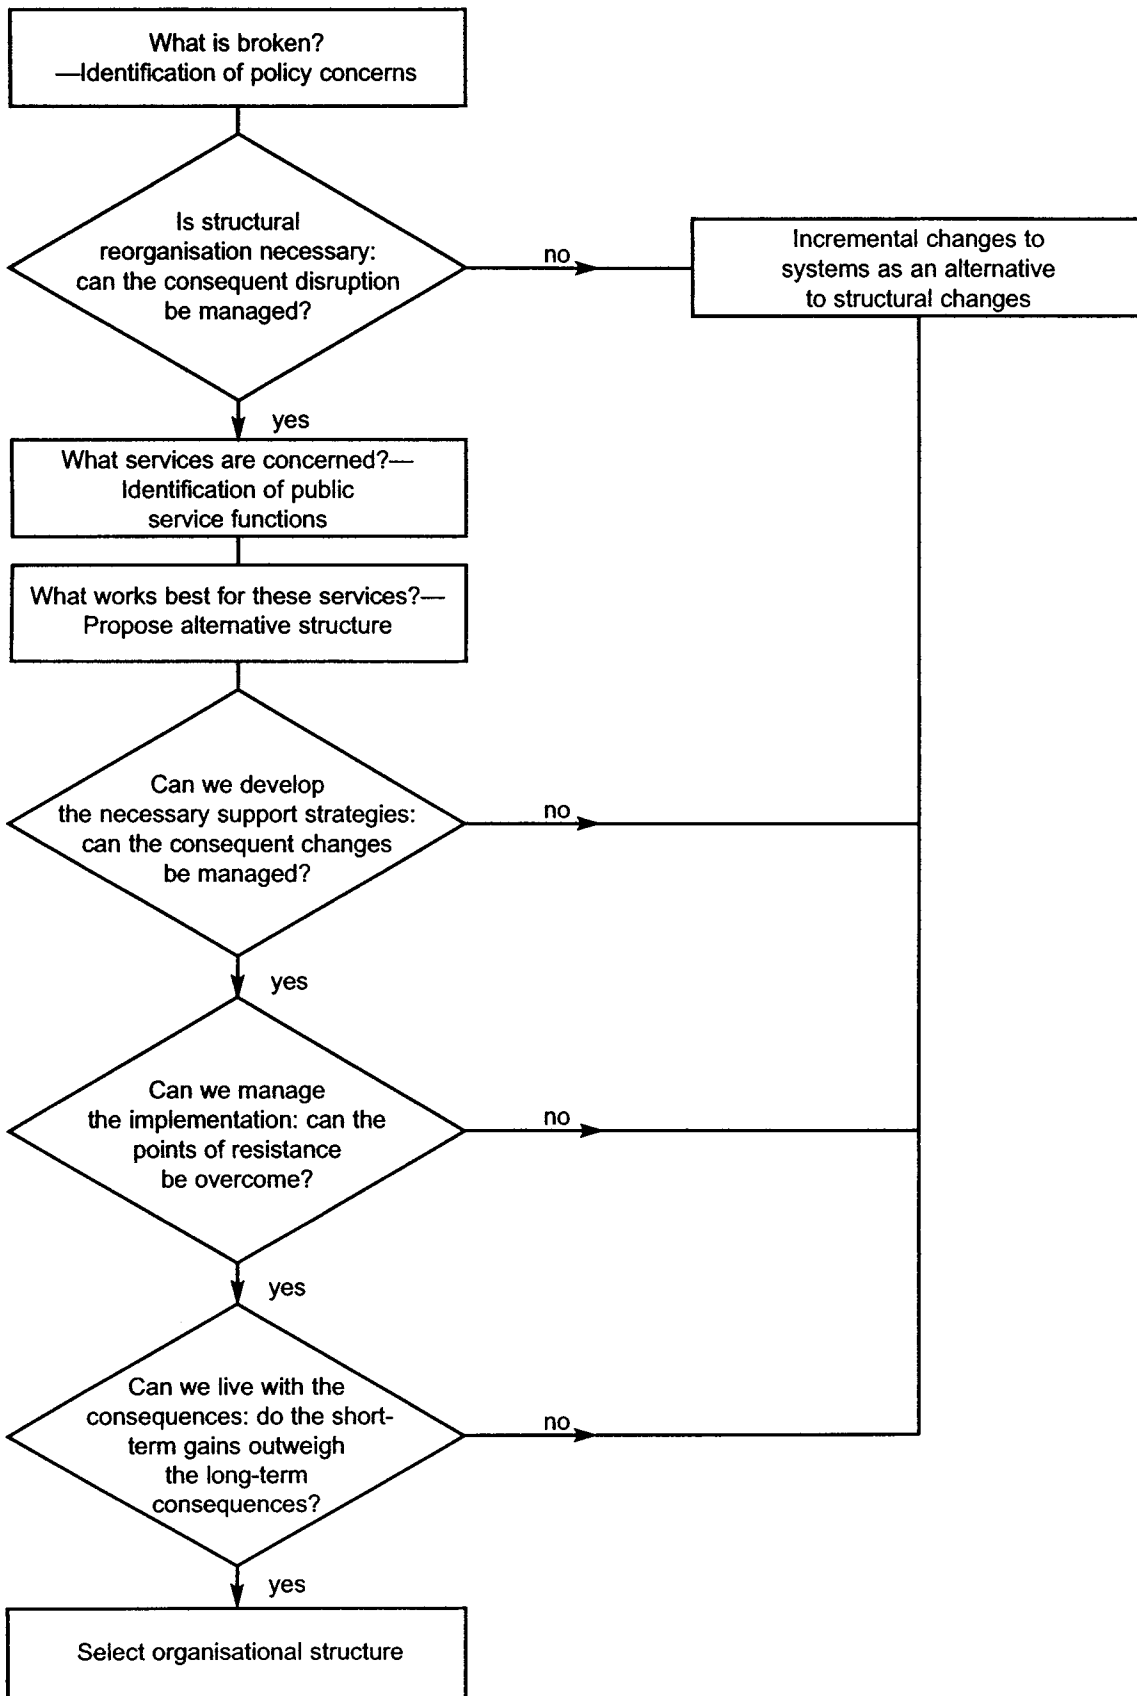 What is broken?
—Identification of policy concerns
Is structural
reorganisation necessary:
can the consequent disruption
be managed?
no
Incremental changes to
systems as an alternative
to structural changes
yes
What services are concerned?—
Identification of public
service functions
What works best for these services?—
Propose alternative structure
Can we develop
the necessary support strategies:
can the consequent changes
be managed?
no
yes
Can we manage
the implementation: can the
points of resistance
be overcome?
no
yes
Can we live with the
consequences: do the short-
term gains outweigh
the long-term
consequences?
no
yes
Select organisational structure